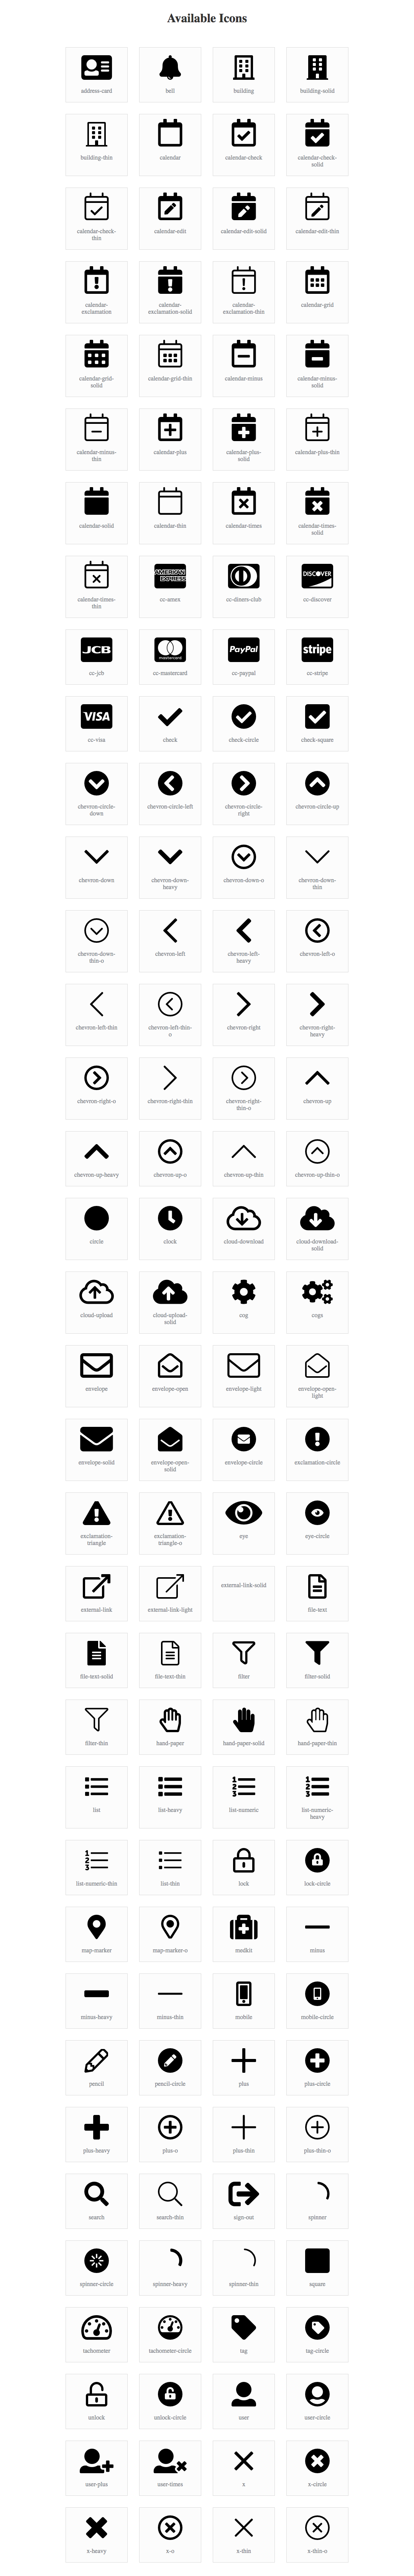 Available Icons
address-card
bell
building
building-solid
building-thin
calendar
calendar-check
calendar-check-
solid
calendar-check-
thin
calendar-edit
calendar-edit-solid
calendar-edit-thin
calendar-
exclamation
calendar-
exclamation-solid
calendar-
exclamation-thin
calendar-grid
calendar-grid-
solid
calendar-grid-thin
calendar-minus
calendar-minus-
solid
calendar-minus-
thin
calendar-plus
calendar-plus-
solid
calendar-plus-thin
calendar-solid
calendar-thin
calendar-times
calendar-times-
solid
calendar-times-
thin
AMERICAN
EXPRESS
cc-amex
cc-diners-club
DISCOVER
cc-discover
JCB
cc-jcb
mastercard
cc-mastercard
PayPal
cc-paypal
stripe
cc-stripe
VISA
cc-visa
check
check-circle
check-square
chevron-circle-
down
chevron-circle-left
chevron-circle-
right
chevron-circle-up
chevron-down
chevron-down-
heavy
chevron-down-o
chevron-down-
thin
chevron-down-
thin-o
chevron-left
chevron-left-
heavy
chevron-left-o
chevron-left-thin
chevron-left-thin-
o
chevron-right
chevron-right-
heavy
chevron-right-o
chevron-right-thin
chevron-right-
thin-o
chevron-up
chevron-up-heavy
chevron-up-o
chevron-up-thin
chevron-up-thin-o
circle
clock
cloud-download
cloud-download-
solid
cloud-upload
cloud-upload-
solid
cog
cogs
envelope
envelope-open
envelope-light
envelope-open-
light
envelope-solid
envelope-open-
solid
envelope-circle
exclamation-circle
exclamation-
triangle
exclamation-
triangle-o
eye
eye-circle
external-link
external-link-light
external-link-solid
file-text
file-text-solid
file-text-thin
filter
filter-solid
filter-thin
hand-paper
hand-paper-solid
hand-paper-thin
list
list-heavy
1
2
3
list-numeric
1
2
3
list-numeric-
heavy
1
2
3
list-numeric-thin
list-thin
lock
lock-circle
map-marker
map-marker-o
medkit
minus
minus-heavy
minus-thin
mobile
mobile-circle
pencil
pencil-circle
plus
plus-circle
plus-heavy
plus-o
plus-thin
plus-thin-o
search
search-thin
sign-out
spinner
spinner-circle
spinner-heavy
spinner-thin
square
tachometer
tachometer-circle
tag
tag-circle
unlock
unlock-circle
user
user-circle
user-plus
user-times
x
x-circle
x-heavy
x-o
x-thin
x-thin-o